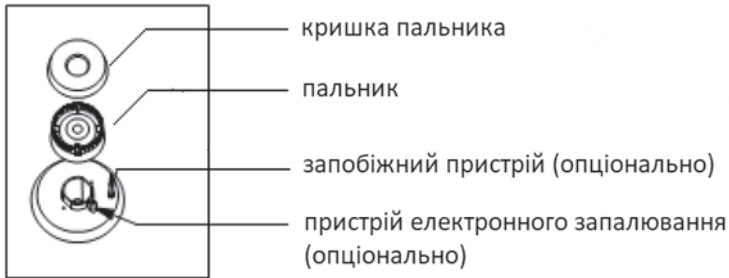 кришка пальника
пальник
запобіжний пристрій (опціонально)
пристрій електронного запалювання
(опціонально)